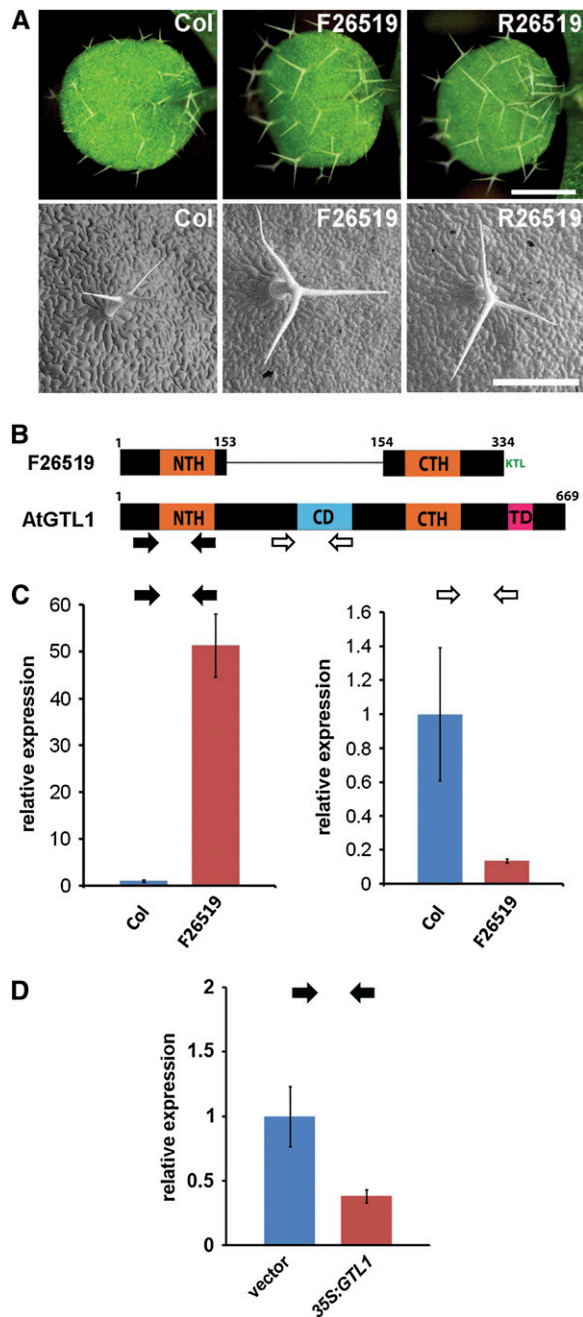 A
Col
F26519
R26519
Col
F26519
R26519
B
1
153
154
334
F26519
NTH
CTH
KTL
1
669
AtGTL1
NTH
CD
CTH
TD
C
relative expression
60
50
40
30
20
10
0
Col
F26519
relative expression
1.6
1.4
1.2
1
0.8
0.6
0.4
0.2
0
Col
F26519
D
relative expression
2
1.5
1
0.5
0
vector
35S:GTL1